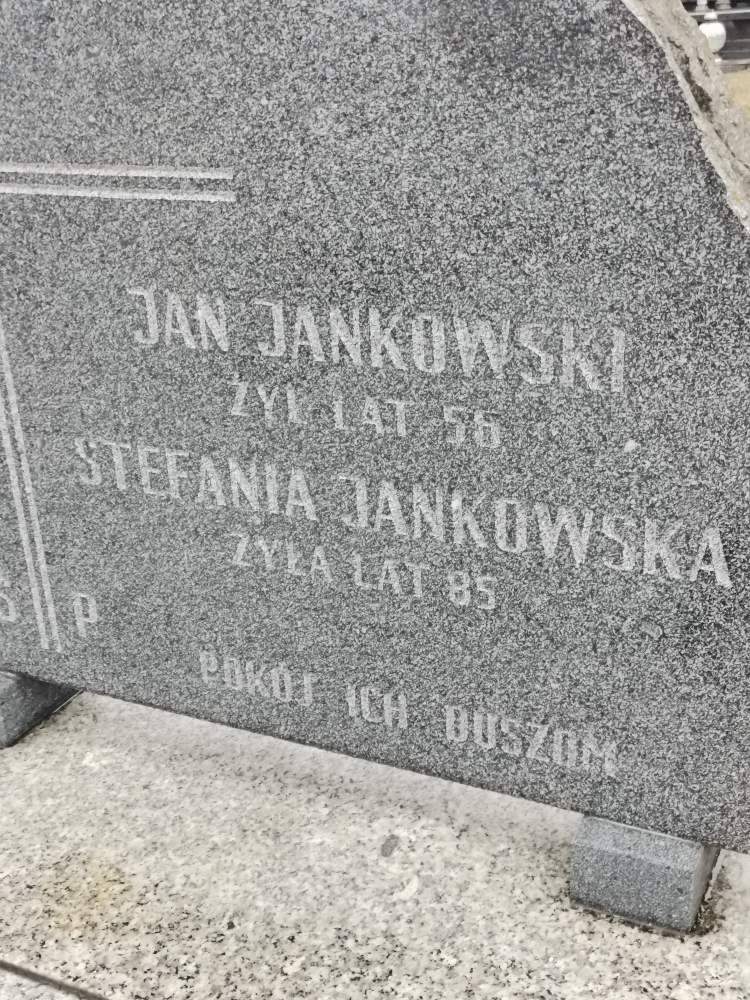 JAN JANKOWSKI
ŻYŁ LAT 56
STEFANIA JANKOWSKA
ŻYŁA LAT 85
Ś P
POKÓJ ICH DUSZOM